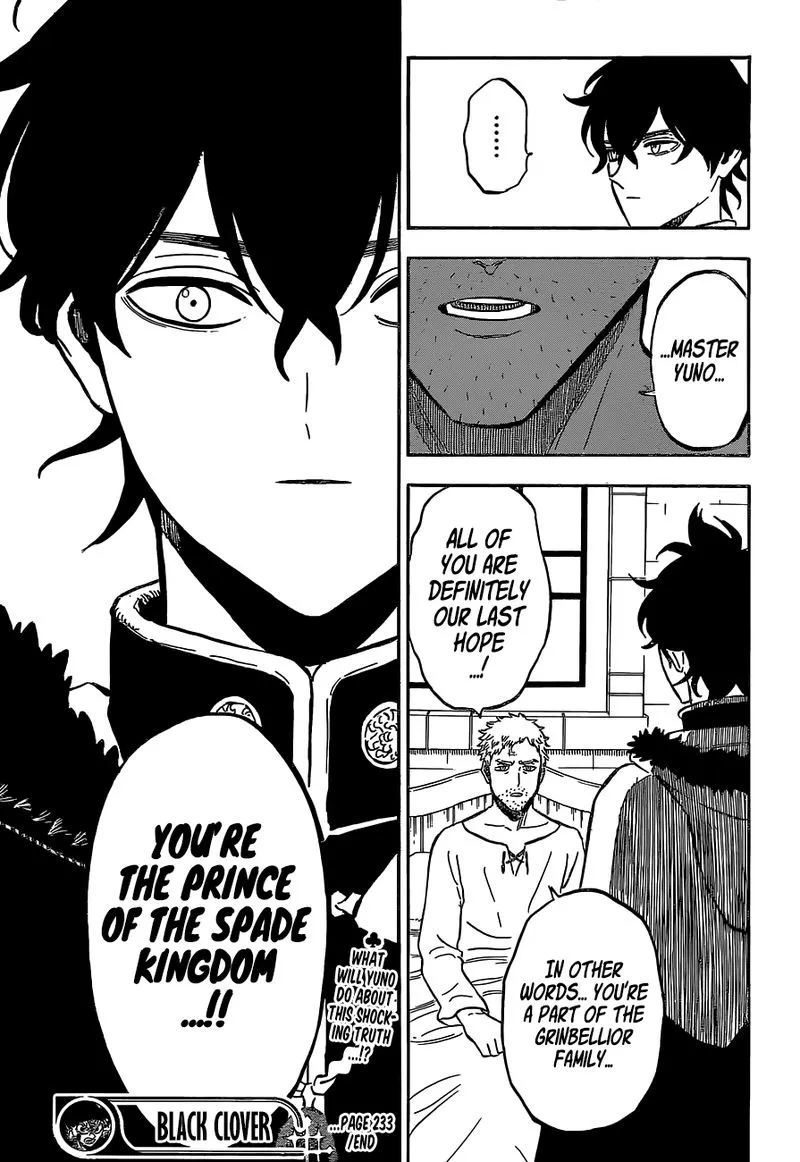 ......
...MASTER
YUNO...
ALL OF
YOU ARE
DEFINITELY
OUR LAST
HOPE
...!
IN OTHER
WORDS... YOU'RE
A PART OF THE
GRINBELLIOR
FAMILY...
YOU'RE
THE PRINCE
OF THE SPADE
KINGDOM
...!!
WHAT
WILL YUNO
DO ABOUT
THIS SHOCK-
ING TRUTH
...!?
BLACK CLOVER
...PAGE 233
/END